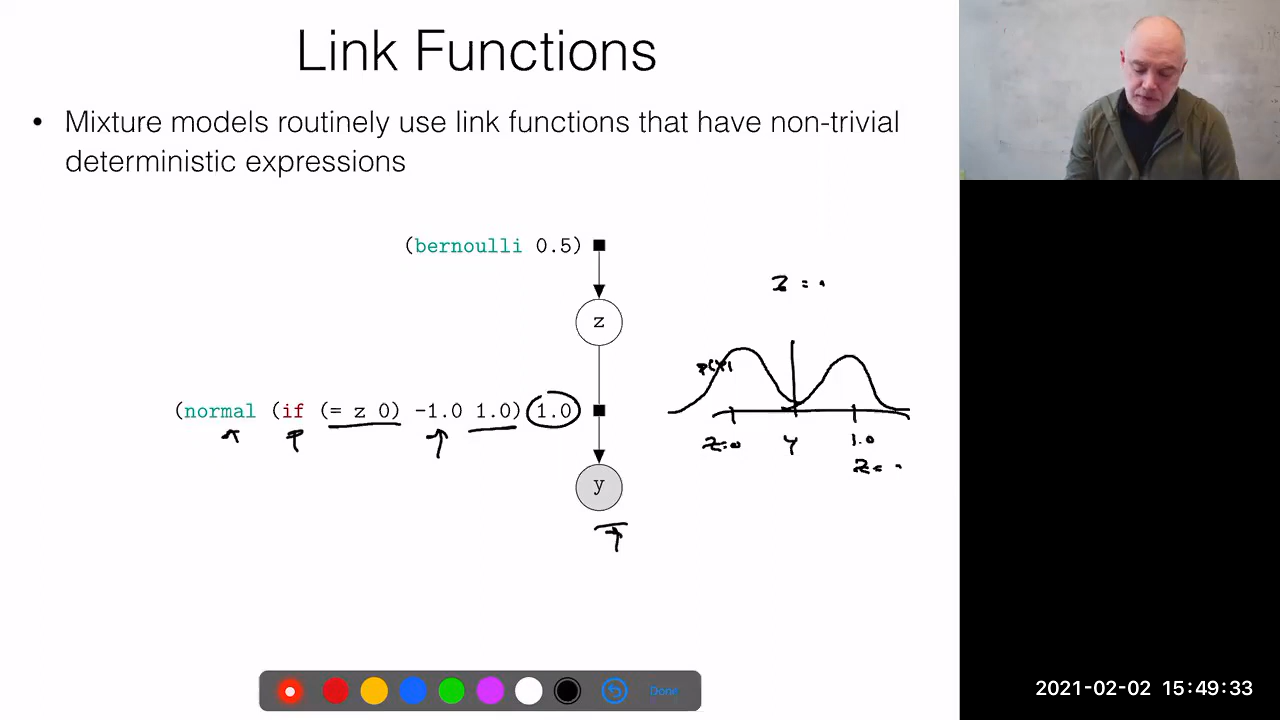 Link Functions
• Mixture models routinely use link functions that have non-trivial
deterministic expressions
(bernoulli 0.5)
z
(normal (if (= z 0) -1.0 1.0) 1.0)
y
p(y)
z=0
y
1.0
Done
2021-02-02 15:49:33